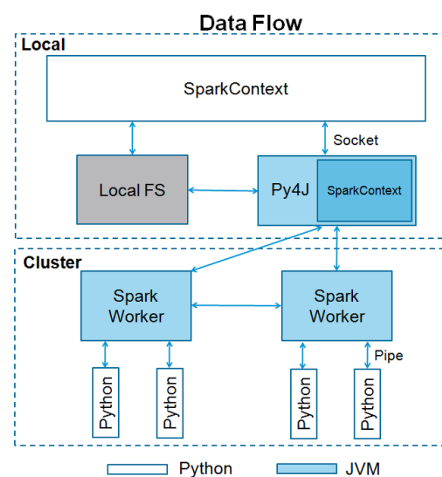 Data Flow
Local
SparkContext
Socket
Local FS
Py4J
SparkContext
Cluster
Spark
Worker
Spark
Worker
Pipe
Python
Python
Python
Python
Python
JVM